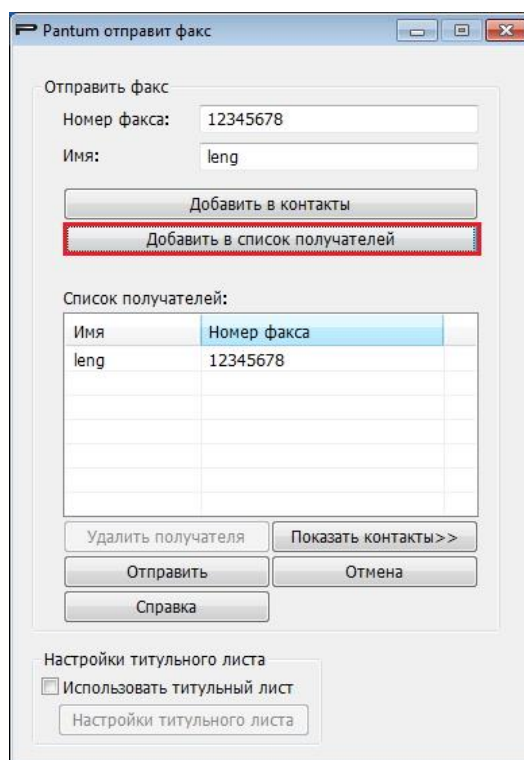 Pantum отправит факс
Отправить факс
Номер факса: 12345678
Имя: leng
Добавить в контакты
Добавить в список получателей
Список получателей:
Имя Номер факса
leng 12345678
Удалить получателя Показать контакты>>
Отправить Отмена
Справка
Настройки титульного листа
Использовать титульный лист
Настройки титульного листа